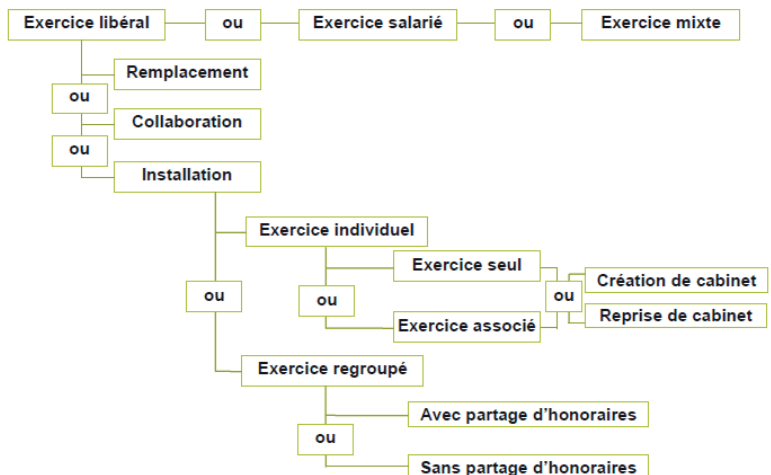 Exercice libéral ou Exercice salarié ou Exercice mixte
Remplacement
ou
Collaboration
ou
Installation
Exercice individuel
Exercice seul
Création de cabinet
ou
ou
ou
Reprise de cabinet
Exercice associé
Exercice regroupé
Avec partage d'honoraires
ou
Sans partage d'honoraires